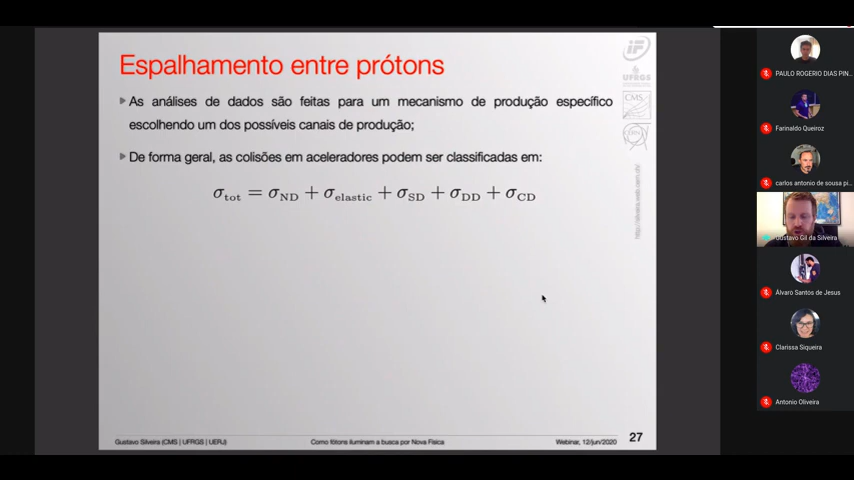 Espalhamento entre prótons
As análises de dados são feitas para um mecanismo de produção específico
escolhendo um dos possíveis canais de produção;
De forma geral, as colisões em aceleradores podem ser classificadas em:
σtot = σND + σelastic + σSD + σDD + σCD
UFRGS
CMS
CERN
Gustavo Silveira (CMS | UFRGS | UERJ)
Como fótons iluminam a busca por Nova Física
Webinar, 12/jun/2020
27
PAULO ROGERIO DIAS PIN...
Farinaldo Queiroz
carlos antonio de sousa pi...
Gustavo Gil da Silveira
Álvaro Santos de Jesus
Clarissa Siqueira
Antonio Oliveira